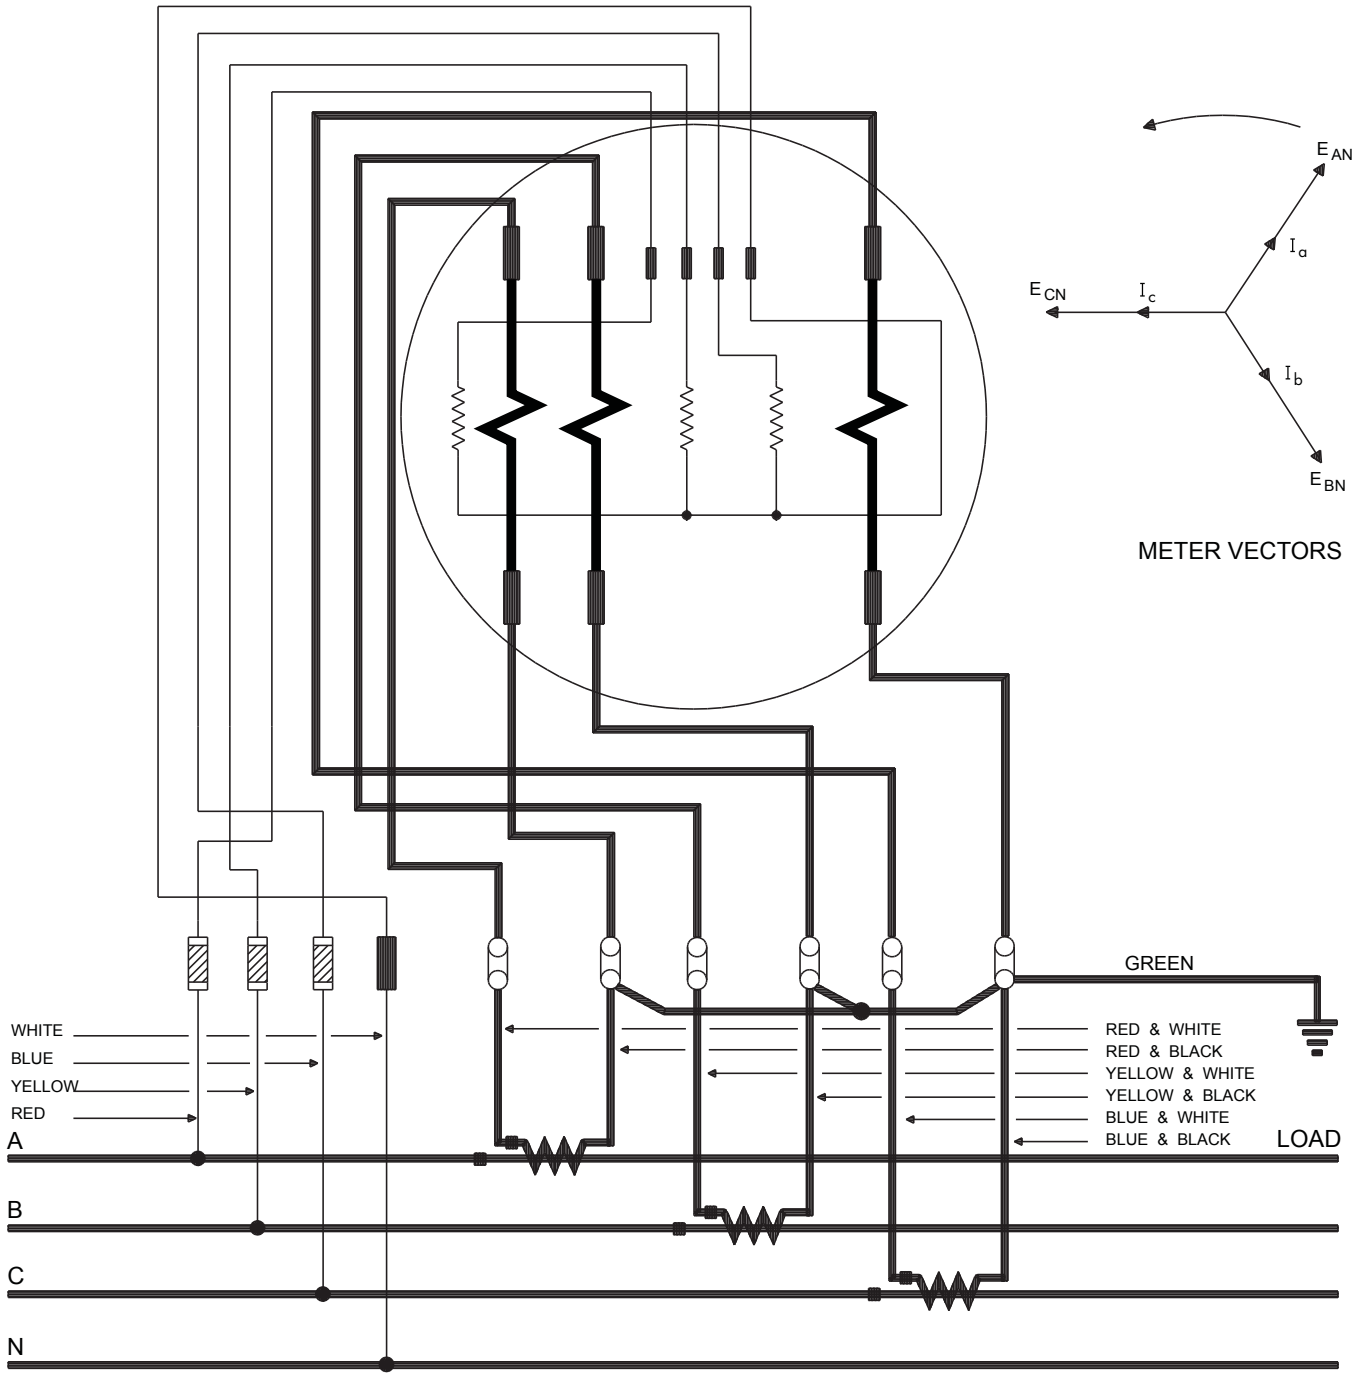 E AN
I a
E CN
I c
I b
E BN
METER VECTORS
GREEN
WHITE
BLUE
YELLOW
RED
RED & WHITE
RED & BLACK
YELLOW & WHITE
YELLOW & BLACK
BLUE & WHITE
BLUE & BLACK
LOAD
A
B
C
N